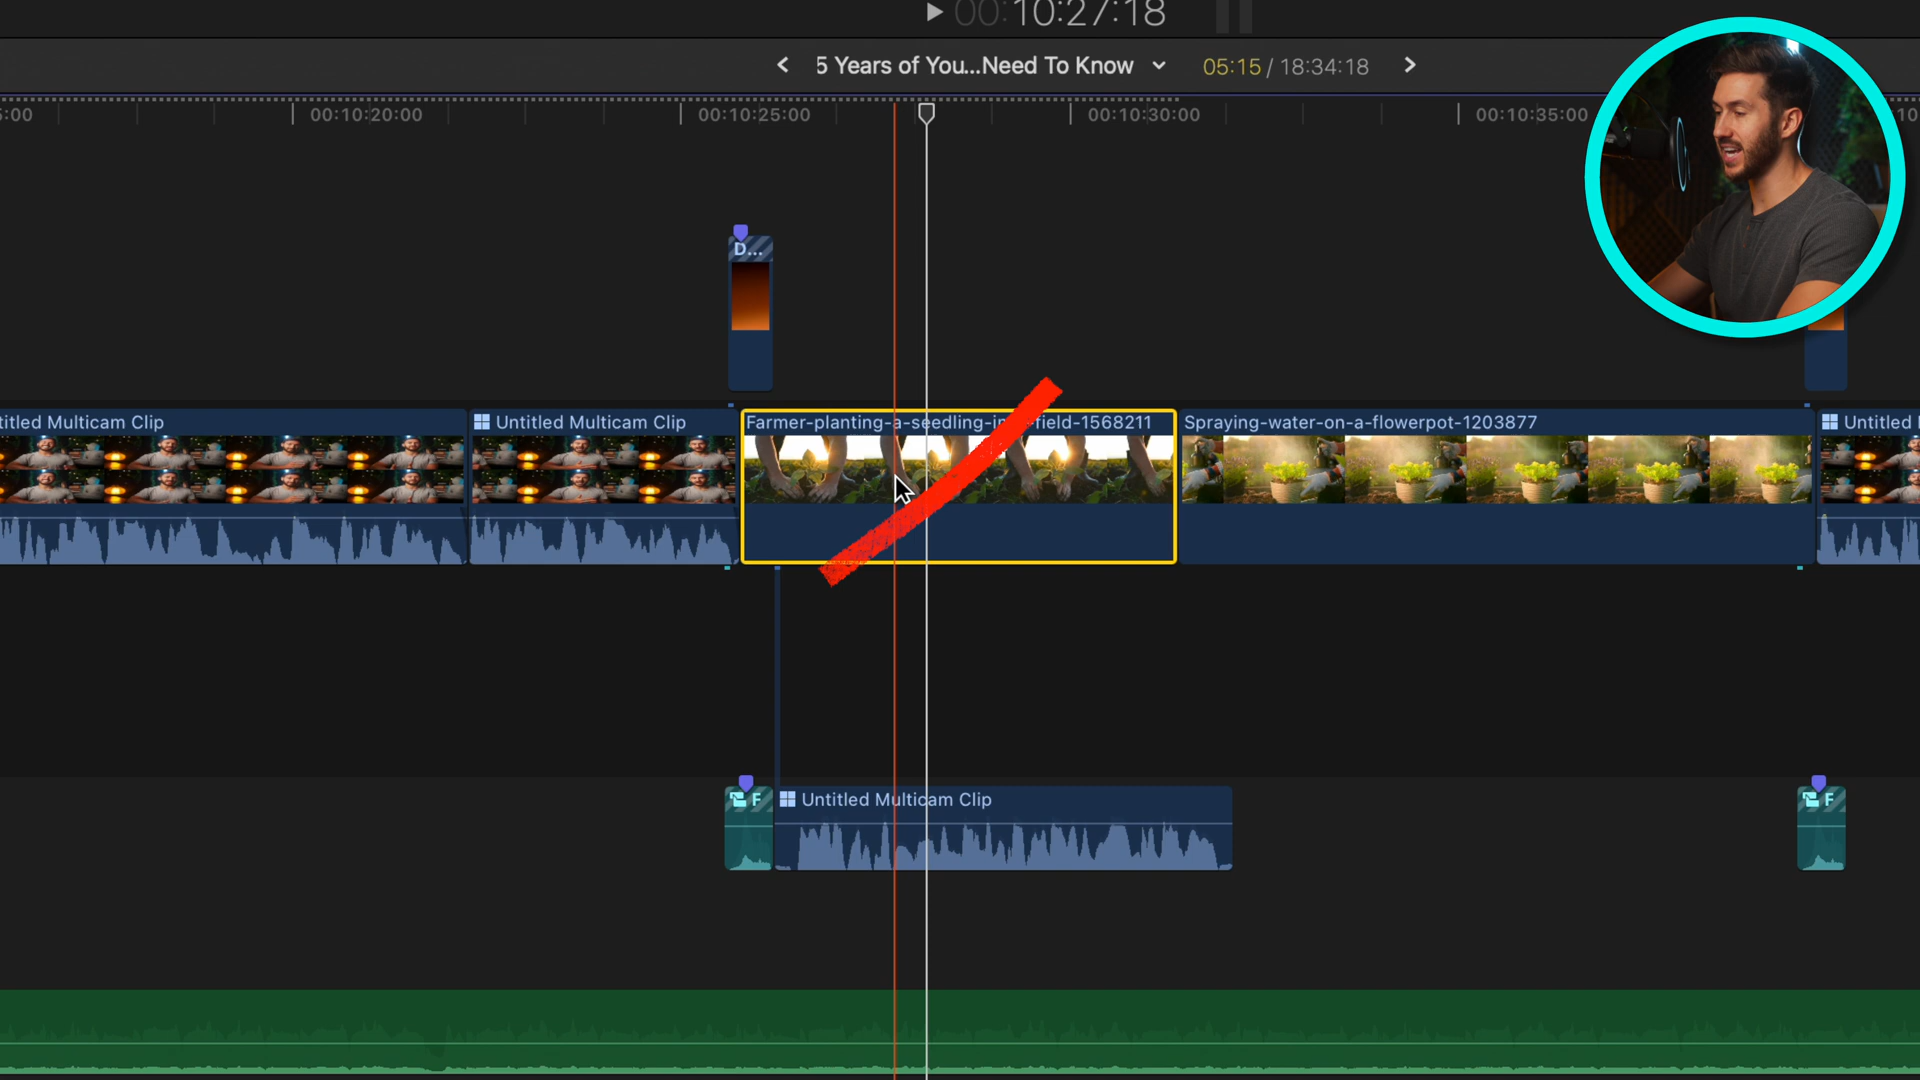 00:10:27:18
5 Years of You...Need To Know
05:15 / 18:34:18
5:00
00:10:20:00
00:10:25:00
00:10:30:00
00:10:35:00
10
D...
titled Multicam Clip
Untitled Multicam Clip
Farmer-planting-a-seedling-in-field-1568211
Spraying-water-on-a-flowerpot-1203877
Untitled
F
Untitled Multicam Clip
F